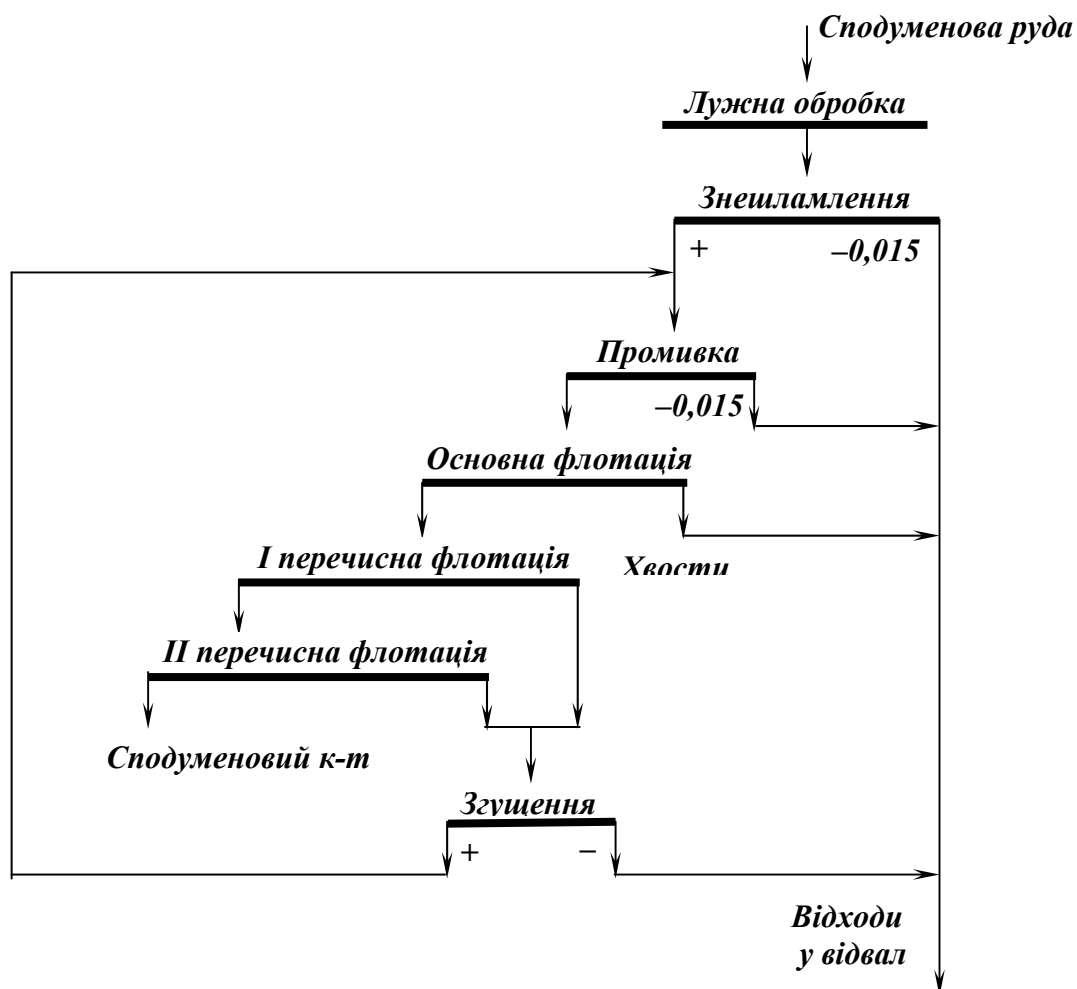 Сподуменова руда
Лужна обробка
Знешламлення
+ –0,015
Промивка
–0,015
Основна флотація
І перечисна флотація
Хвости
ІІ перечисна флотація
Сподуменовий к-т
Згущення
+ –
Відходи
у відвал